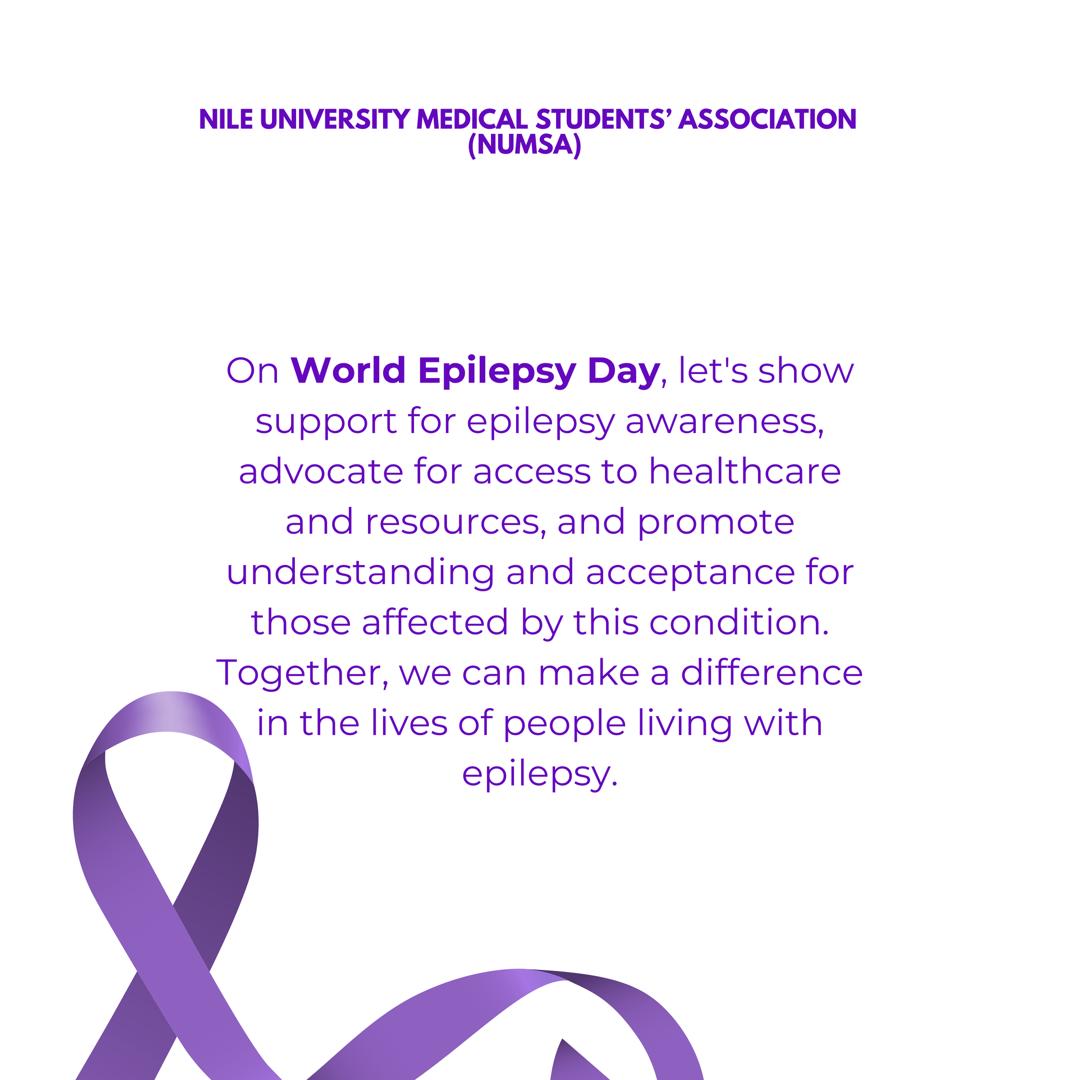 NILE UNIVERSITY MEDICAL STUDENTS’ ASSOCIATION
(NUMSA)
On World Epilepsy Day, let's show
support for epilepsy awareness,
advocate for access to healthcare
and resources, and promote
understanding and acceptance for
those affected by this condition.
Together, we can make a difference
in the lives of people living with
epilepsy.